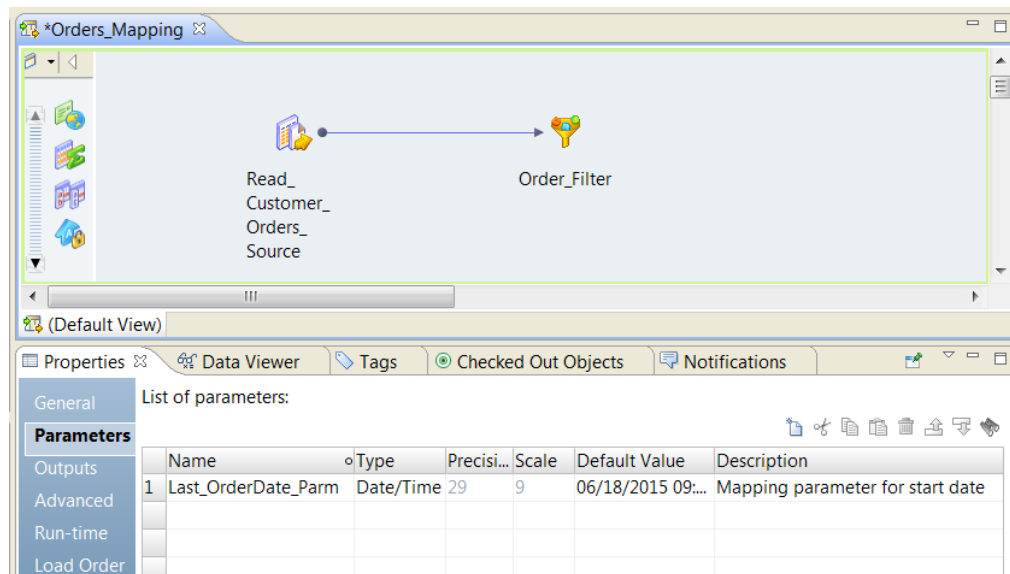 *Orders_Mapping
Read_
Customer_
Orders_
Source
Order_Filter
(Default View)
Properties Data Viewer Tags Checked Out Objects Notifications
General
Parameters
Outputs
Advanced
Run-time
Load Order
List of parameters:
Name Type Precisi... Scale Default Value Description
1 Last_OrderDate_Parm Date/Time 29 9 06/18/2015 09:... Mapping parameter for start date